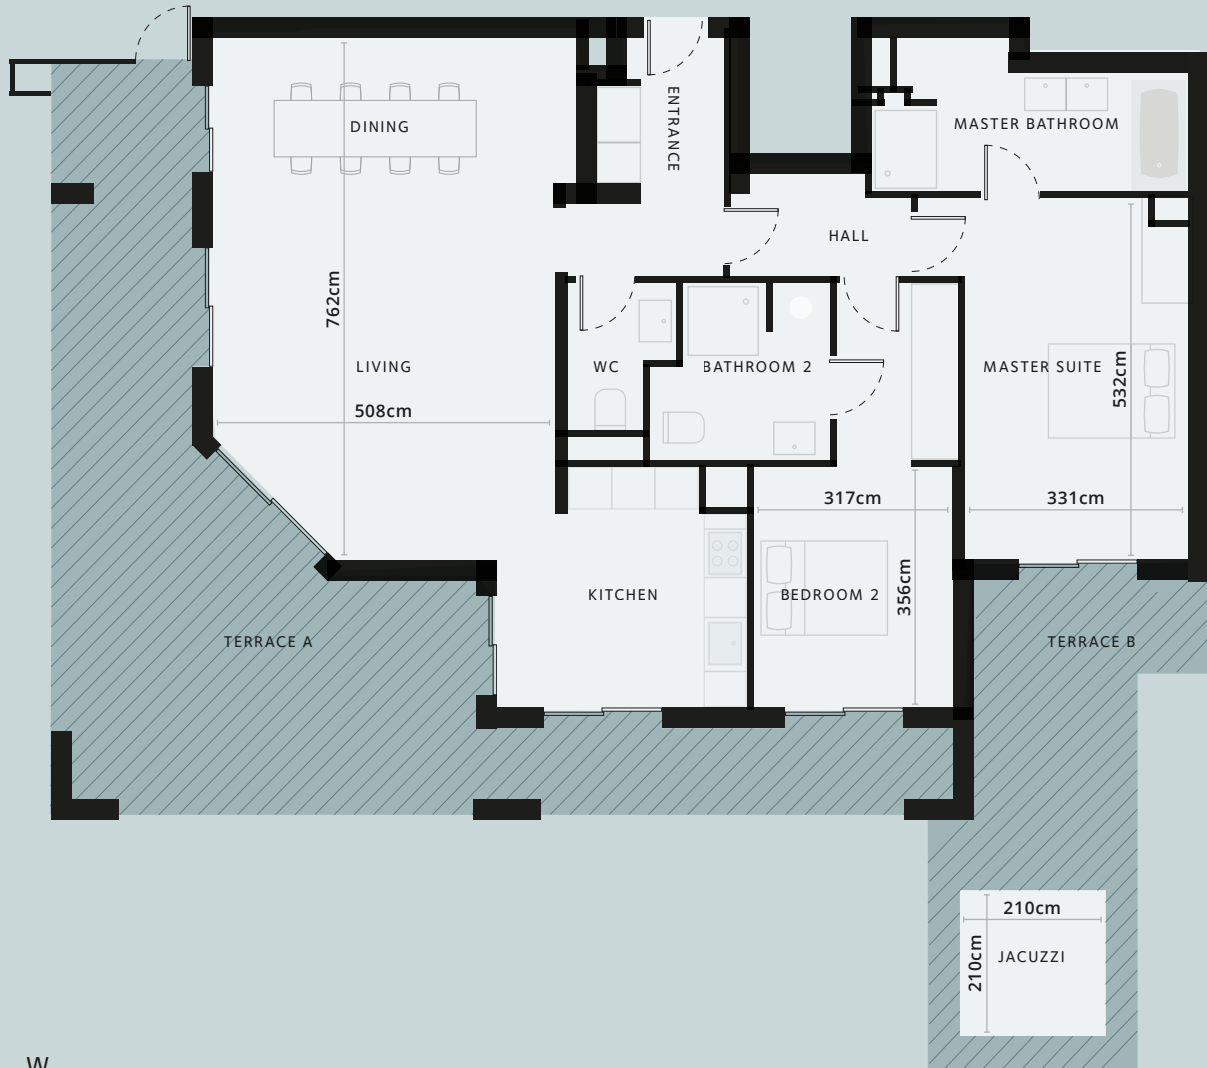 DINING
ENTRANCE
MASTER BATHROOM
HALL
762cm
LIVING
WC
BATHROOM 2
MASTER SUITE
532cm
508cm
317cm
331cm
KITCHEN
BEDROOM 2
356cm
TERRACE A
TERRACE B
210cm
210cm
JACUZZI
W